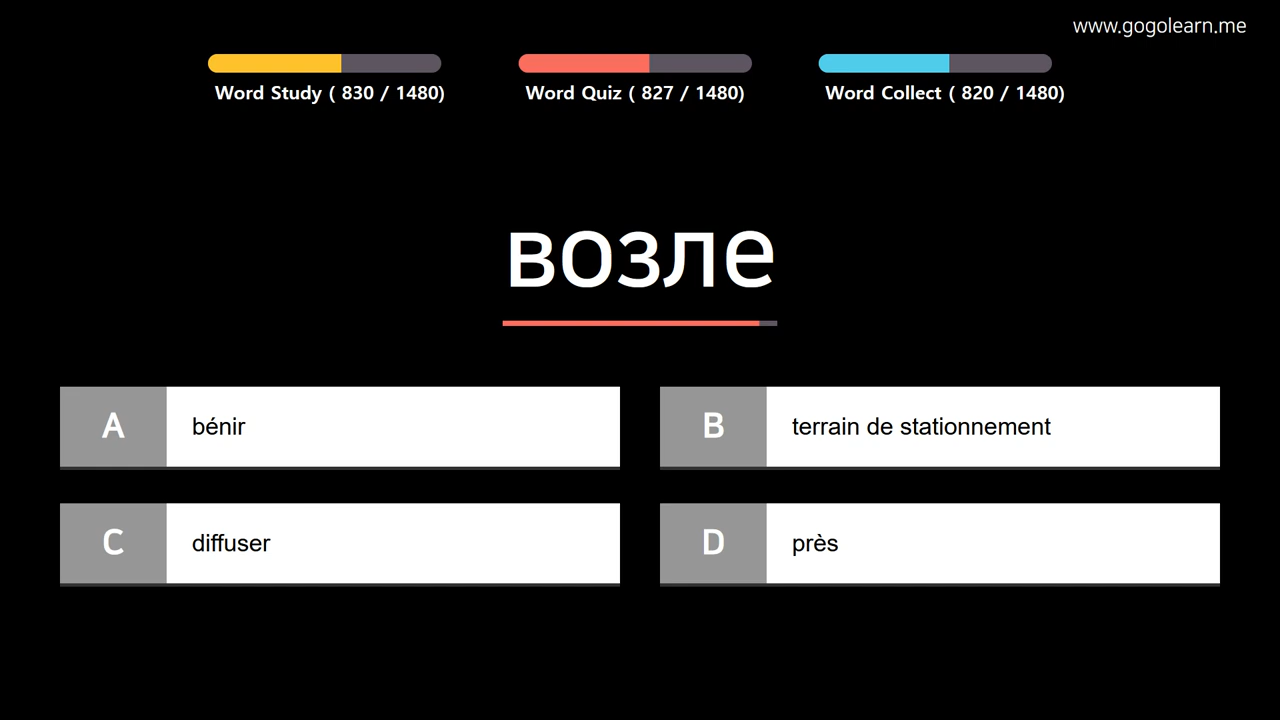 www.gogolearn.me
Word Study ( 830 / 1480)
Word Quiz ( 827 / 1480)
Word Collect ( 820 / 1480)
возле
A bénir
B terrain de stationnement
C diffuser
D près